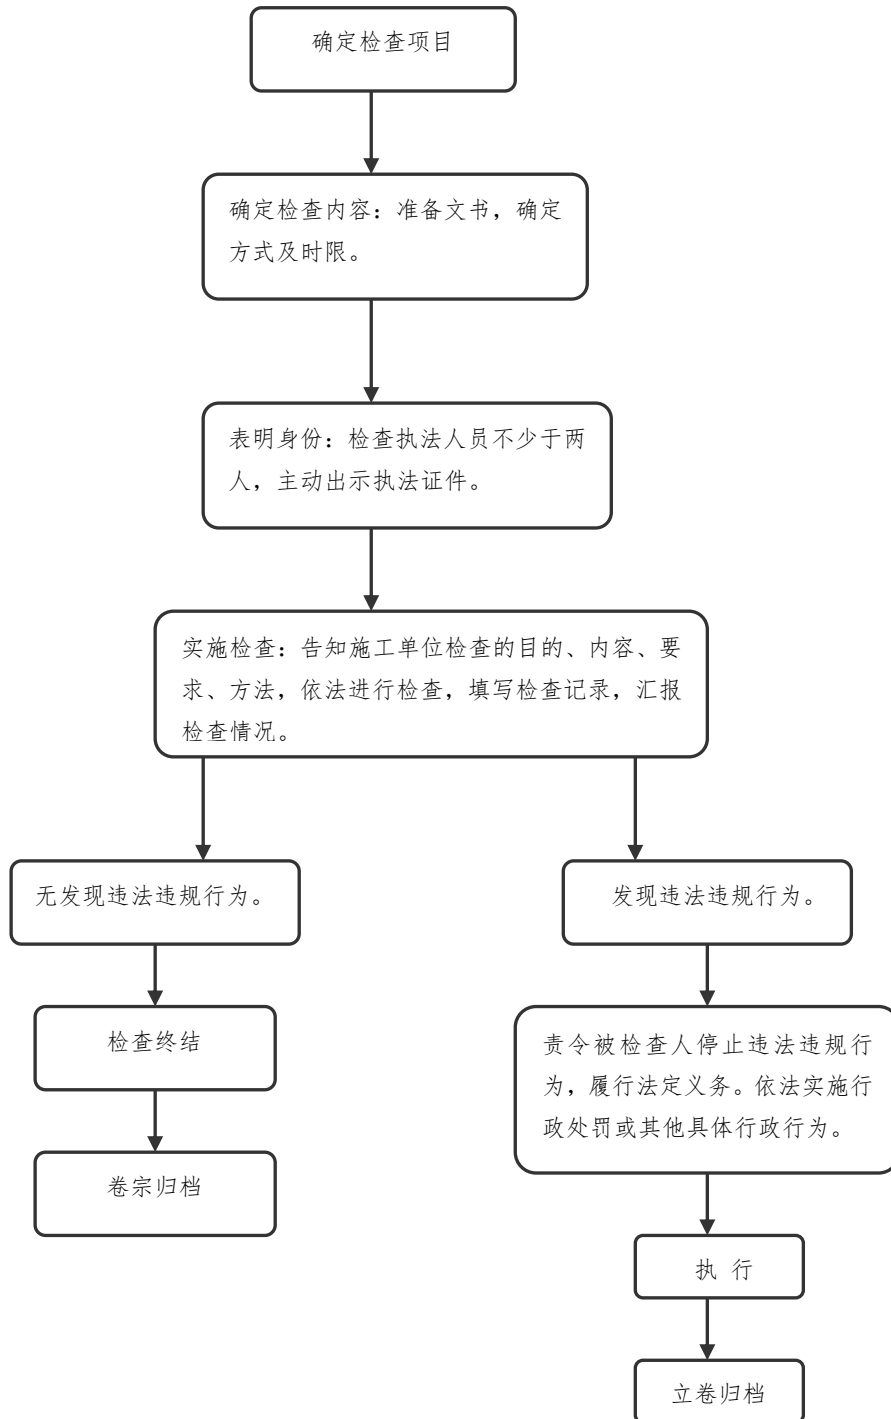 确定检查项目
确定检查内容：准备文书，确定
方式及时限。
表明身份：检查执法人员不少于两
人，主动出示执法证件。
实施检查：告知施工单位检查的目的、内容、要
求、方法，依法进行检查，填写检查记录，汇报
检查情况。
无发现违法违规行为。
发现违法违规行为。
检查终结
责令被检查人停止违法违规行
为，履行法定义务。依法实施行
政处罚或其他具体行政行为。
卷宗归档
执 行
立卷归档